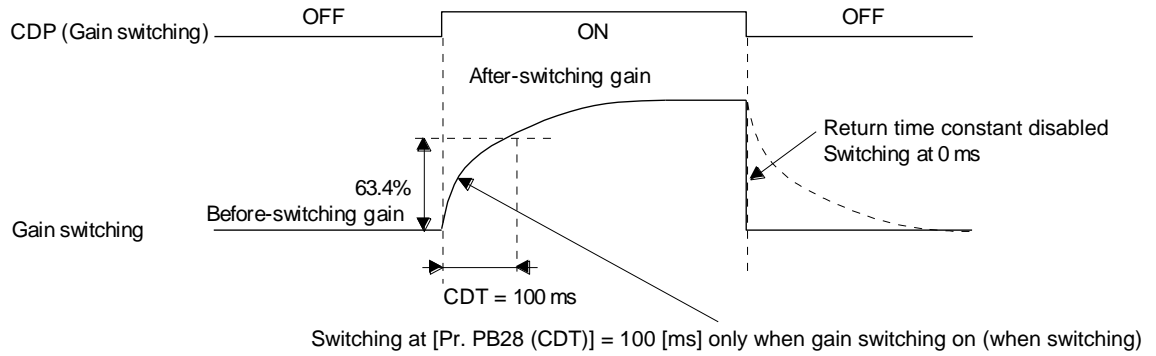 OFF
OFF
CDP (Gain switching)
ON
After-switching gain
Return time constant disabled
Switching at 0 ms
63.4%
Before-switching gain
Gain switching
CDT = 100 ms
Switching at [Pr. PB28 (CDT)] = 100 [ms] only when gain switching on (when switching)